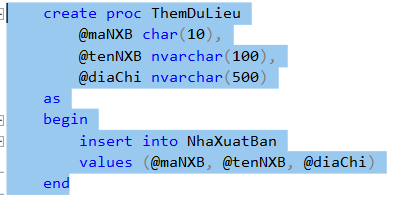 create proc ThemDuLieu
@maNXB char(10),
@tenNXB nvarchar(100),
@diaChi nvarchar(500)
as
begin
insert into NhaXuatBan
values (@maNXB, @tenNXB, @diaChi)
end